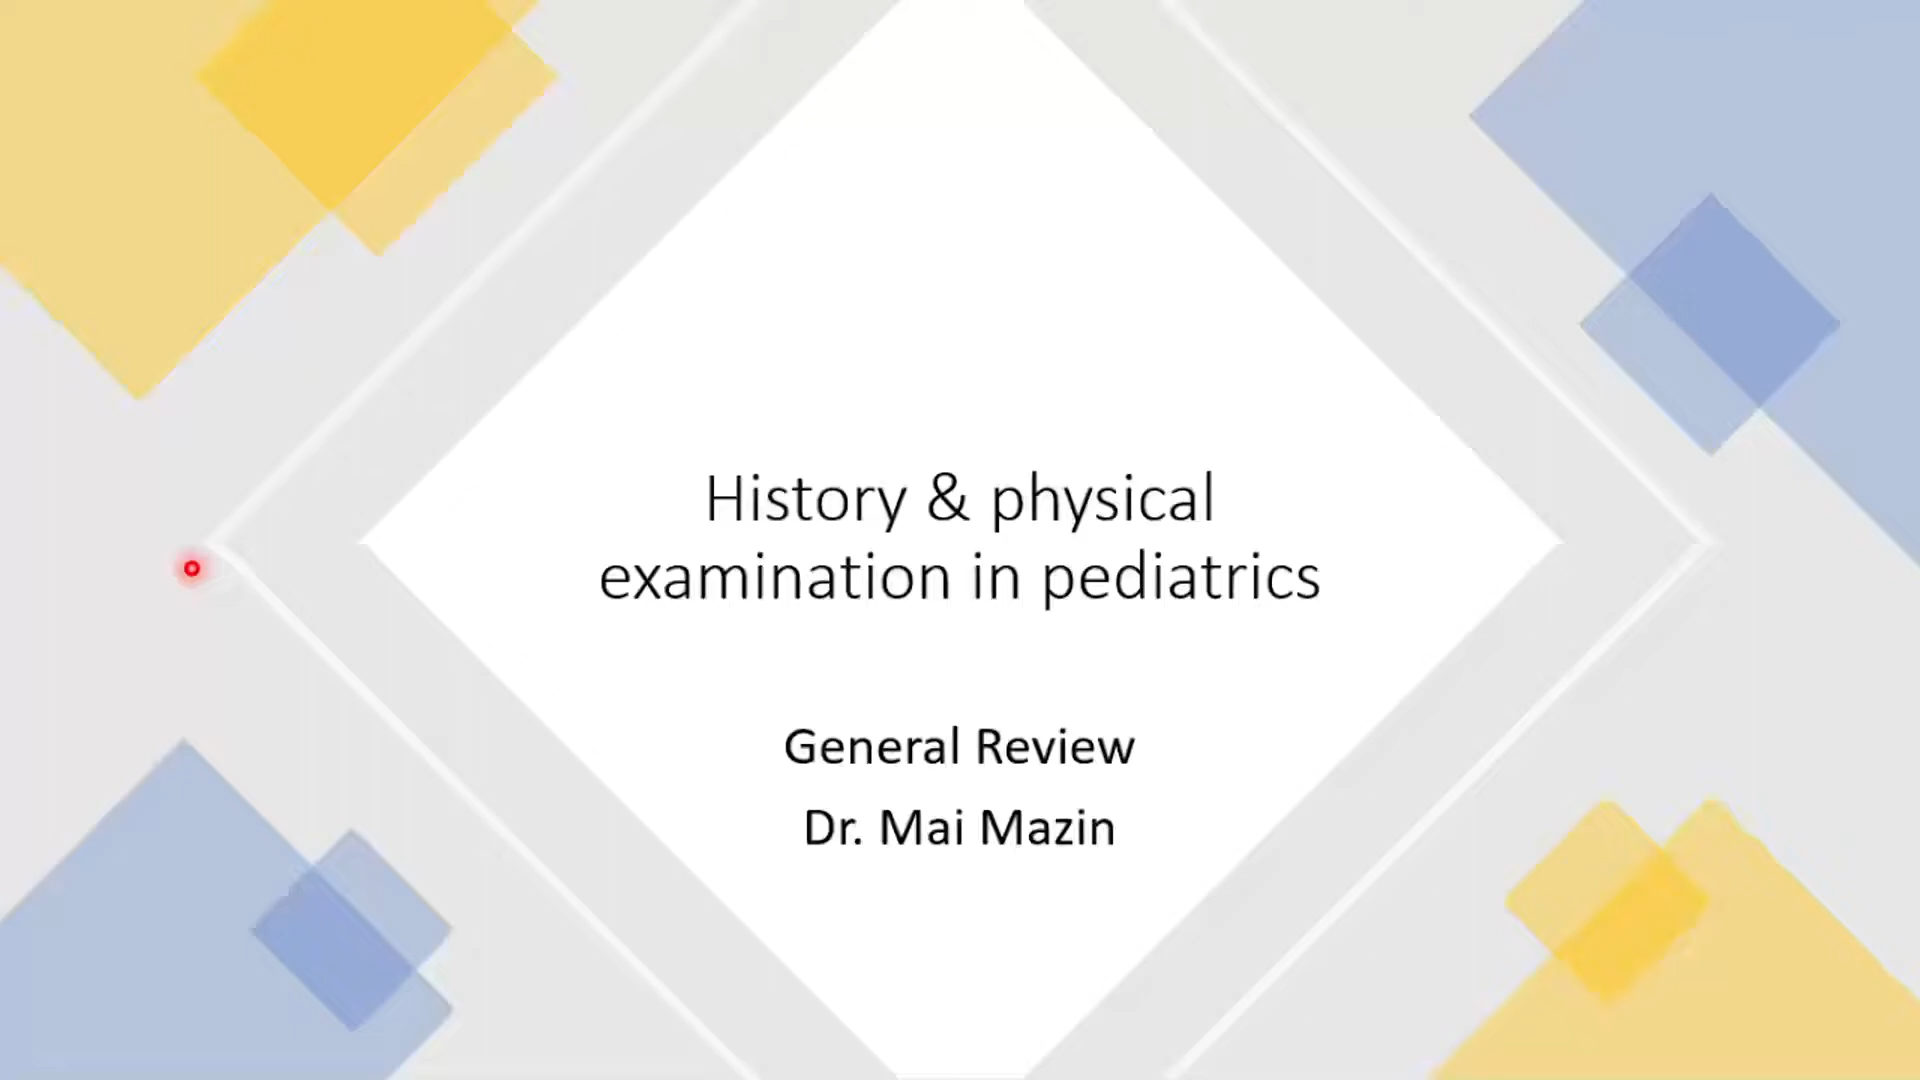 History & physical
examination in pediatrics
General Review
Dr. Mai Mazin